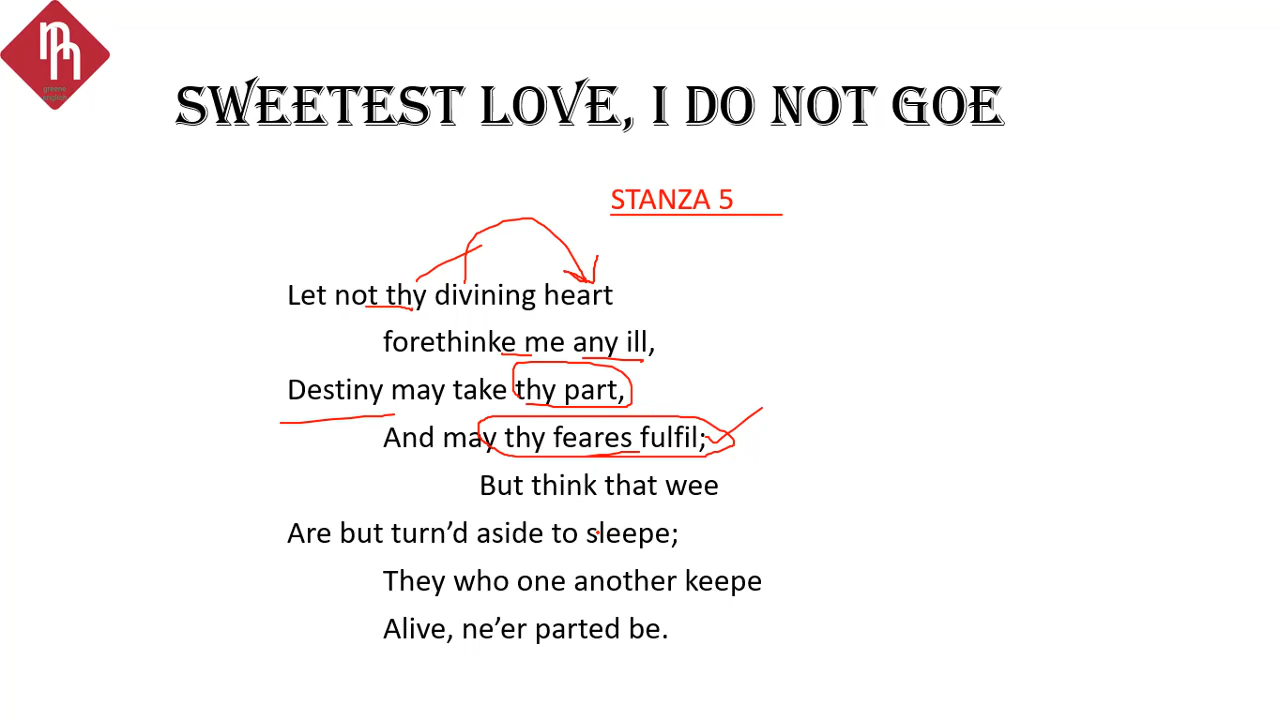 greene
english
SWEETEST LOVE, I DO NOT GOE
STANZA 5
Let not thy divining heart
forethinke me any ill,
Destiny may take thy part,
And may thy feares fulfil;
But think that wee
Are but turn’d aside to sleepe;
They who one another keepe
Alive, ne’er parted be.